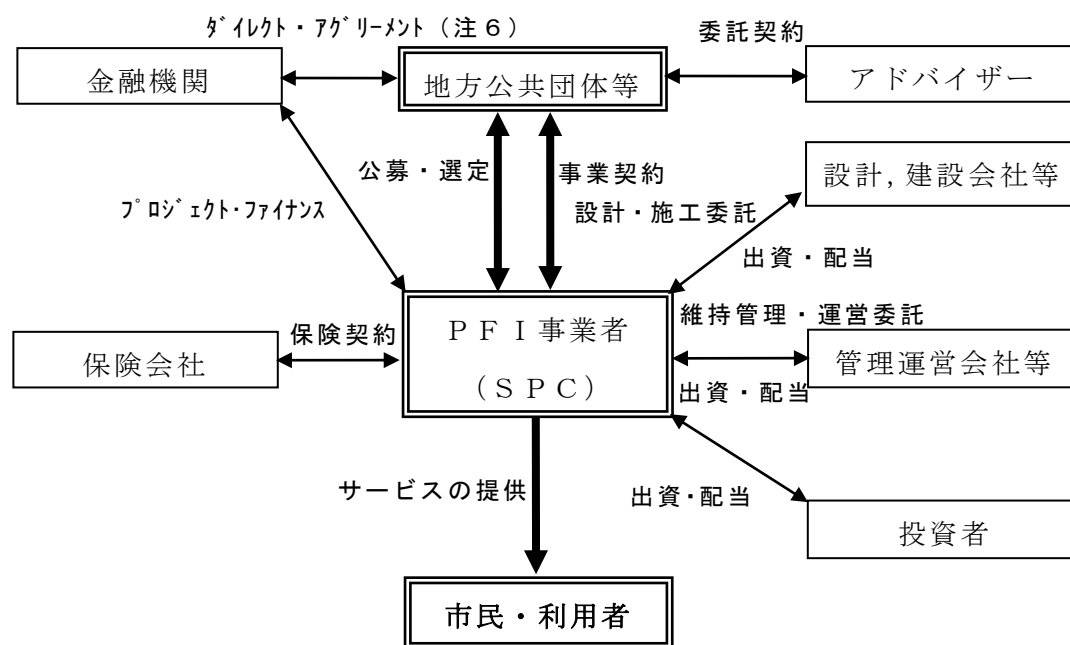 ﾀﾞｲﾚｸﾄ・ｱｸﾞﾘｰﾒﾝﾄ（注６）
委託契約
金融機関
地方公共団体等
アドバイザー
公募・選定
事業契約
設計,建設会社等
ﾌﾟﾛｼﾞｪｸﾄ･ﾌｧｲﾅﾝｽ
設計・施工委託
出資・配当
保険契約
ＰＦＩ事業者
（ＳＰＣ）
維持管理・運営委託
保険会社
管理運営会社等
出資・配当
サービスの提供
出資・配当
投資者
市民・利用者